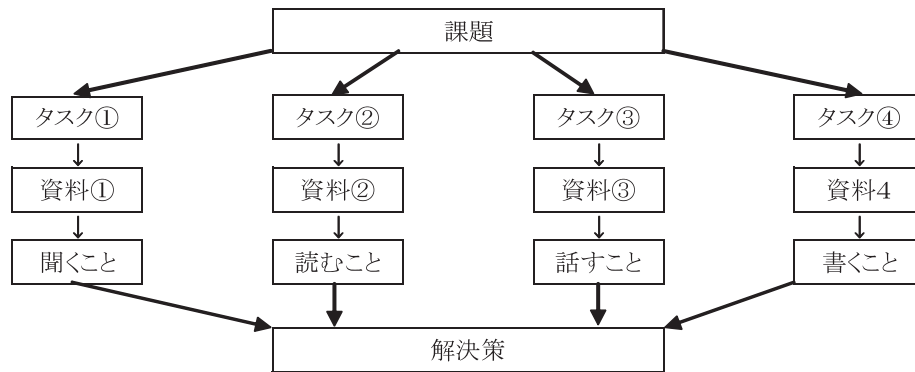 課題
タスク① タスク② タスク③ タスク④
資料① 資料② 資料③ 資料4
聞くこと 読むこと 話すこと 書くこと
解決策